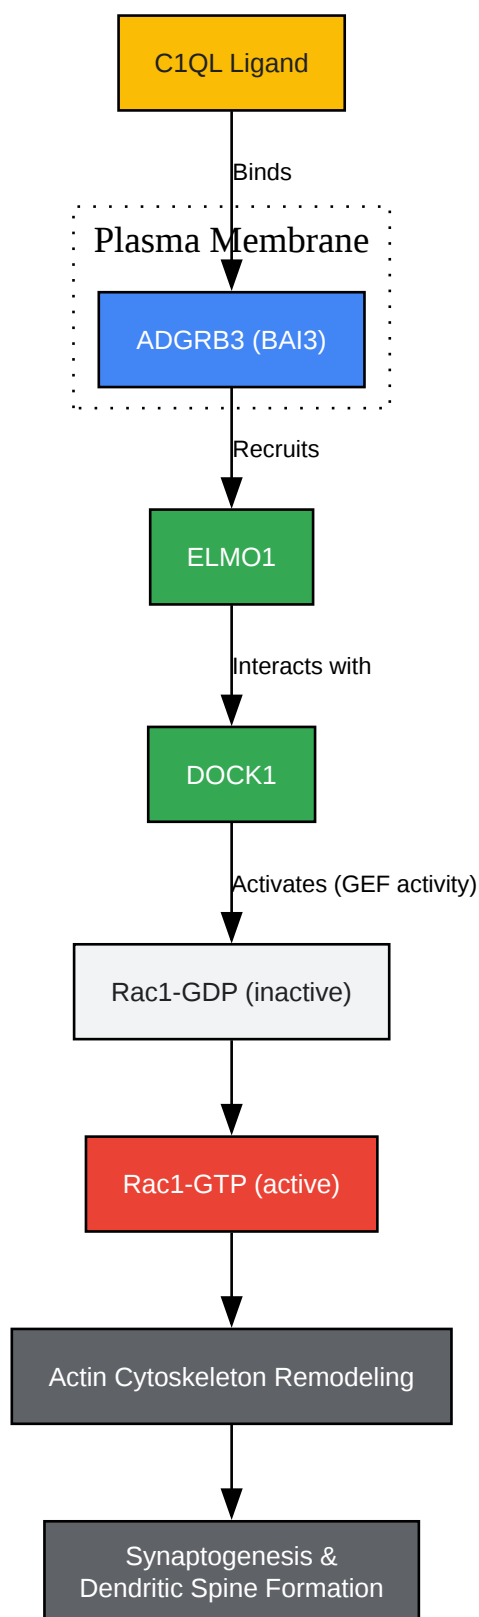 C1QL Ligand
Binds
Plasma Membrane
ADGRB3 (BAI3)
Recruits
ELMO1
Interacts with
DOCK1
Activates (GEF activity)
Rac1-GDP (inactive)
Rac1-GTP (active)
Actin Cytoskeleton Remodeling
Synaptogenesis &
Dendritic Spine Formation